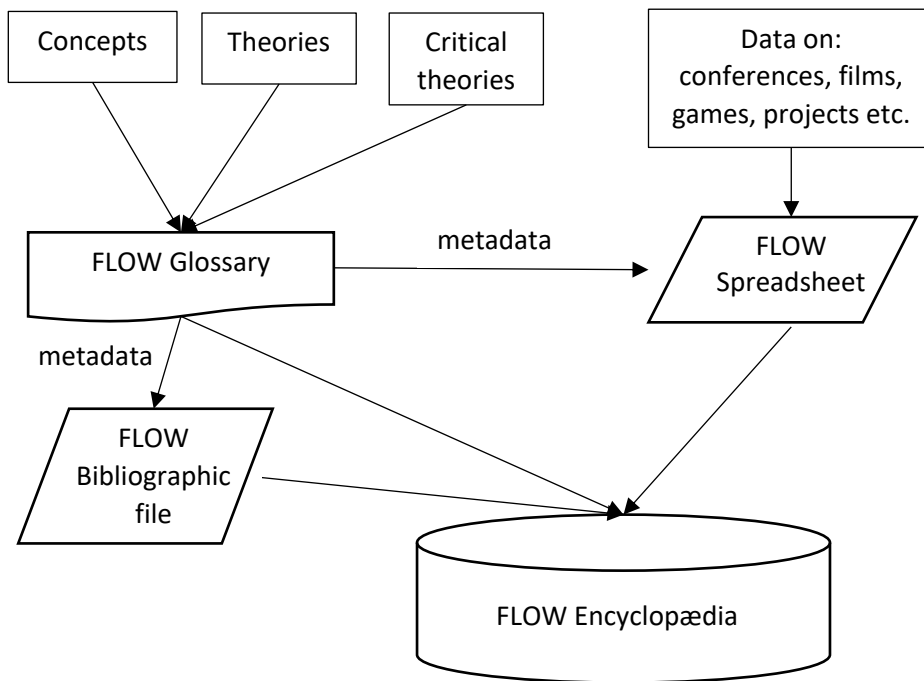 Concepts
Theories
Critical
theories
Data on:
conferences, films,
games, projects etc.
FLOW Glossary
metadata
FLOW
Spreadsheet
metadata
FLOW
Bibliographic
file
FLOW Encyclopædia